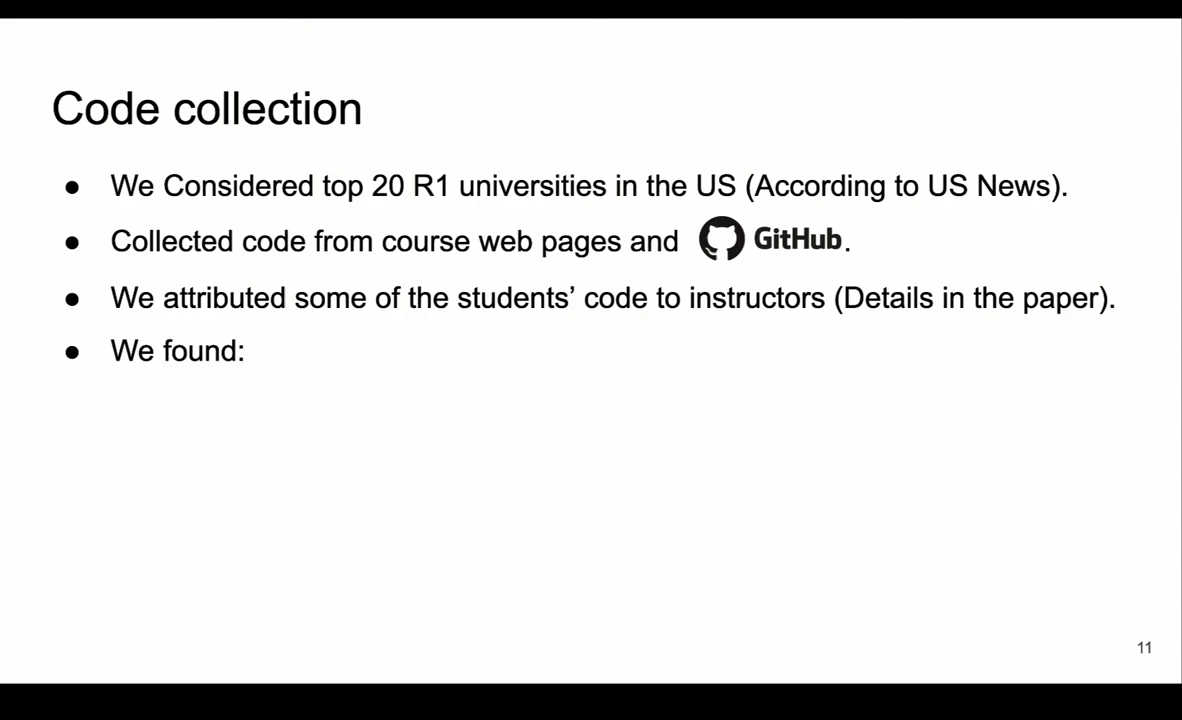 Code collection
● We Considered top 20 R1 universities in the US (According to US News).
● Collected code from course web pages and GitHub.
● We attributed some of the students’ code to instructors (Details in the paper).
● We found:
11